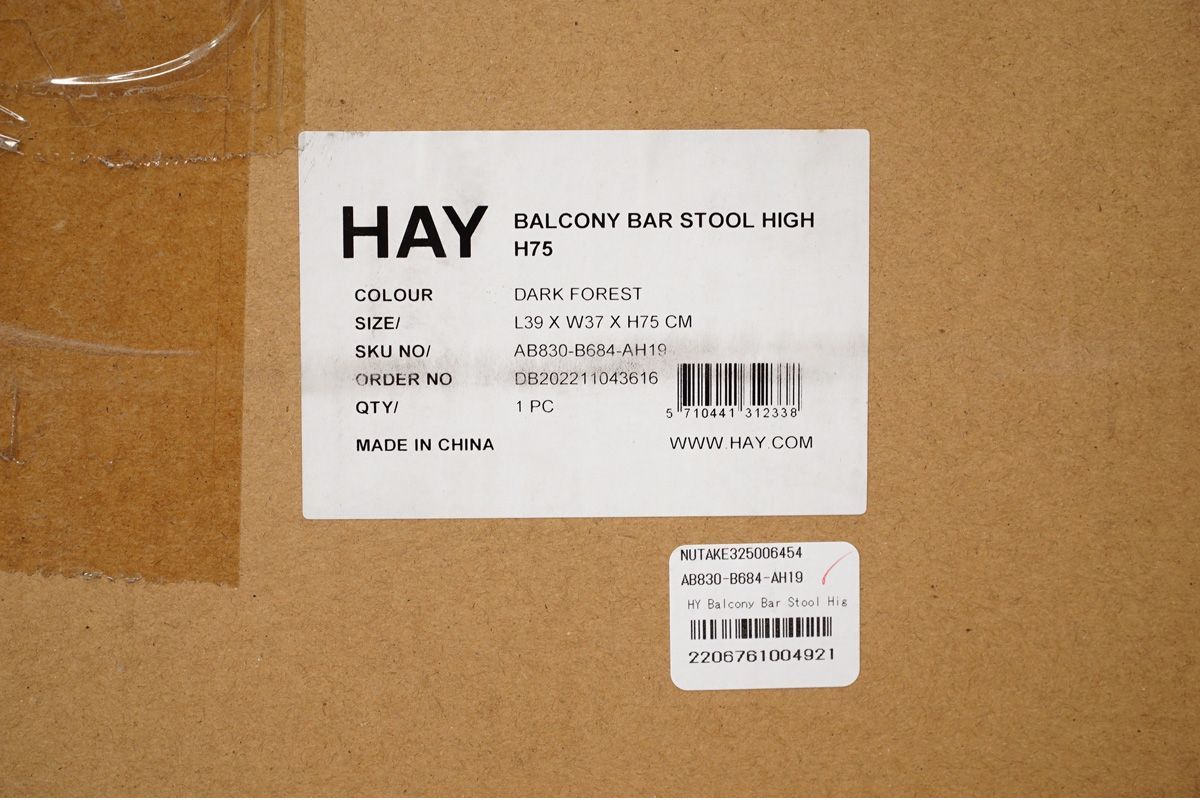 HAY
BALCONY BAR STOOL HIGH
H75
COLOUR DARK FOREST
SIZE/ L39 X W37 X H75 CM
SKU NO/ AB830-B684-AH19
ORDER NO DB202211043616
QTY/ 1 PC
5 710441 312338
MADE IN CHINA WWW.HAY.COM
NUTAKE325006454
AB830-B684-AH19
HY Balcony Bar Stool Hig
2206761004921